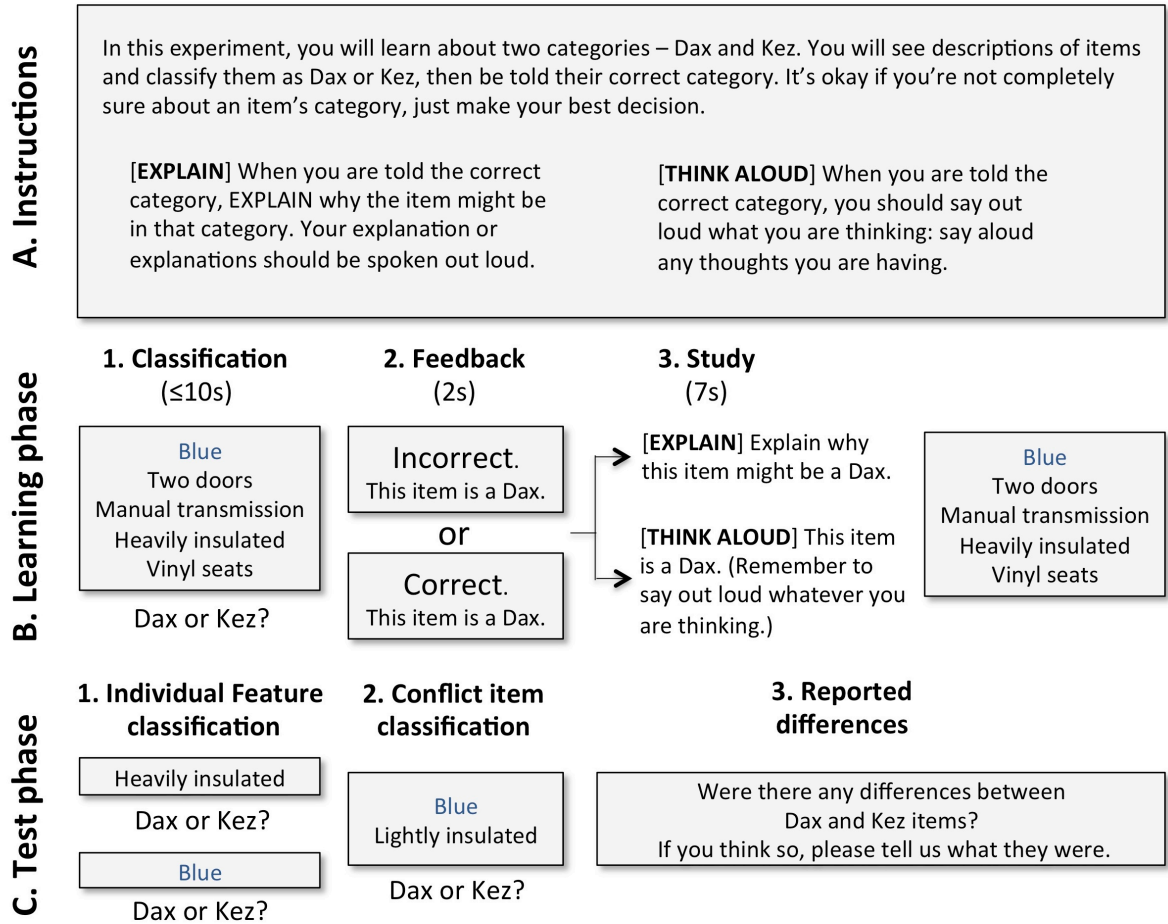 A. Instructions
In this experiment, you will learn about two categories – Dax and Kez. You will see descriptions of items
and classify them as Dax or Kez, then be told their correct category. It's okay if you're not completely
sure about an item's category, just make your best decision.
[EXPLAIN] When you are told the correct
category, EXPLAIN why the item might be
in that category. Your explanation or
explanations should be spoken out loud.
[THINK ALOUD] When you are told the
correct category, you should say out
loud what you are thinking: say aloud
any thoughts you are having.
B. Learning phase
1. Classification
(≤10s)
Blue
Two doors
Manual transmission
Heavily insulated
Vinyl seats
Dax or Kez?
2. Feedback
(2s)
Incorrect.
This item is a Dax.
or
Correct.
This item is a Dax.
3. Study
(7s)
[EXPLAIN] Explain why
this item might be a Dax.
[THINK ALOUD] This item
is a Dax. (Remember to
say out loud whatever you
are thinking.)
Blue
Two doors
Manual transmission
Heavily insulated
Vinyl seats
C. Test phase
1. Individual Feature
classification
Heavily insulated
Dax or Kez?
Blue
Dax or Kez?
2. Conflict item
classification
Blue
Lightly insulated
Dax or Kez?
3. Reported
differences
Were there any differences between
Dax and Kez items?
If you think so, please tell us what they were.